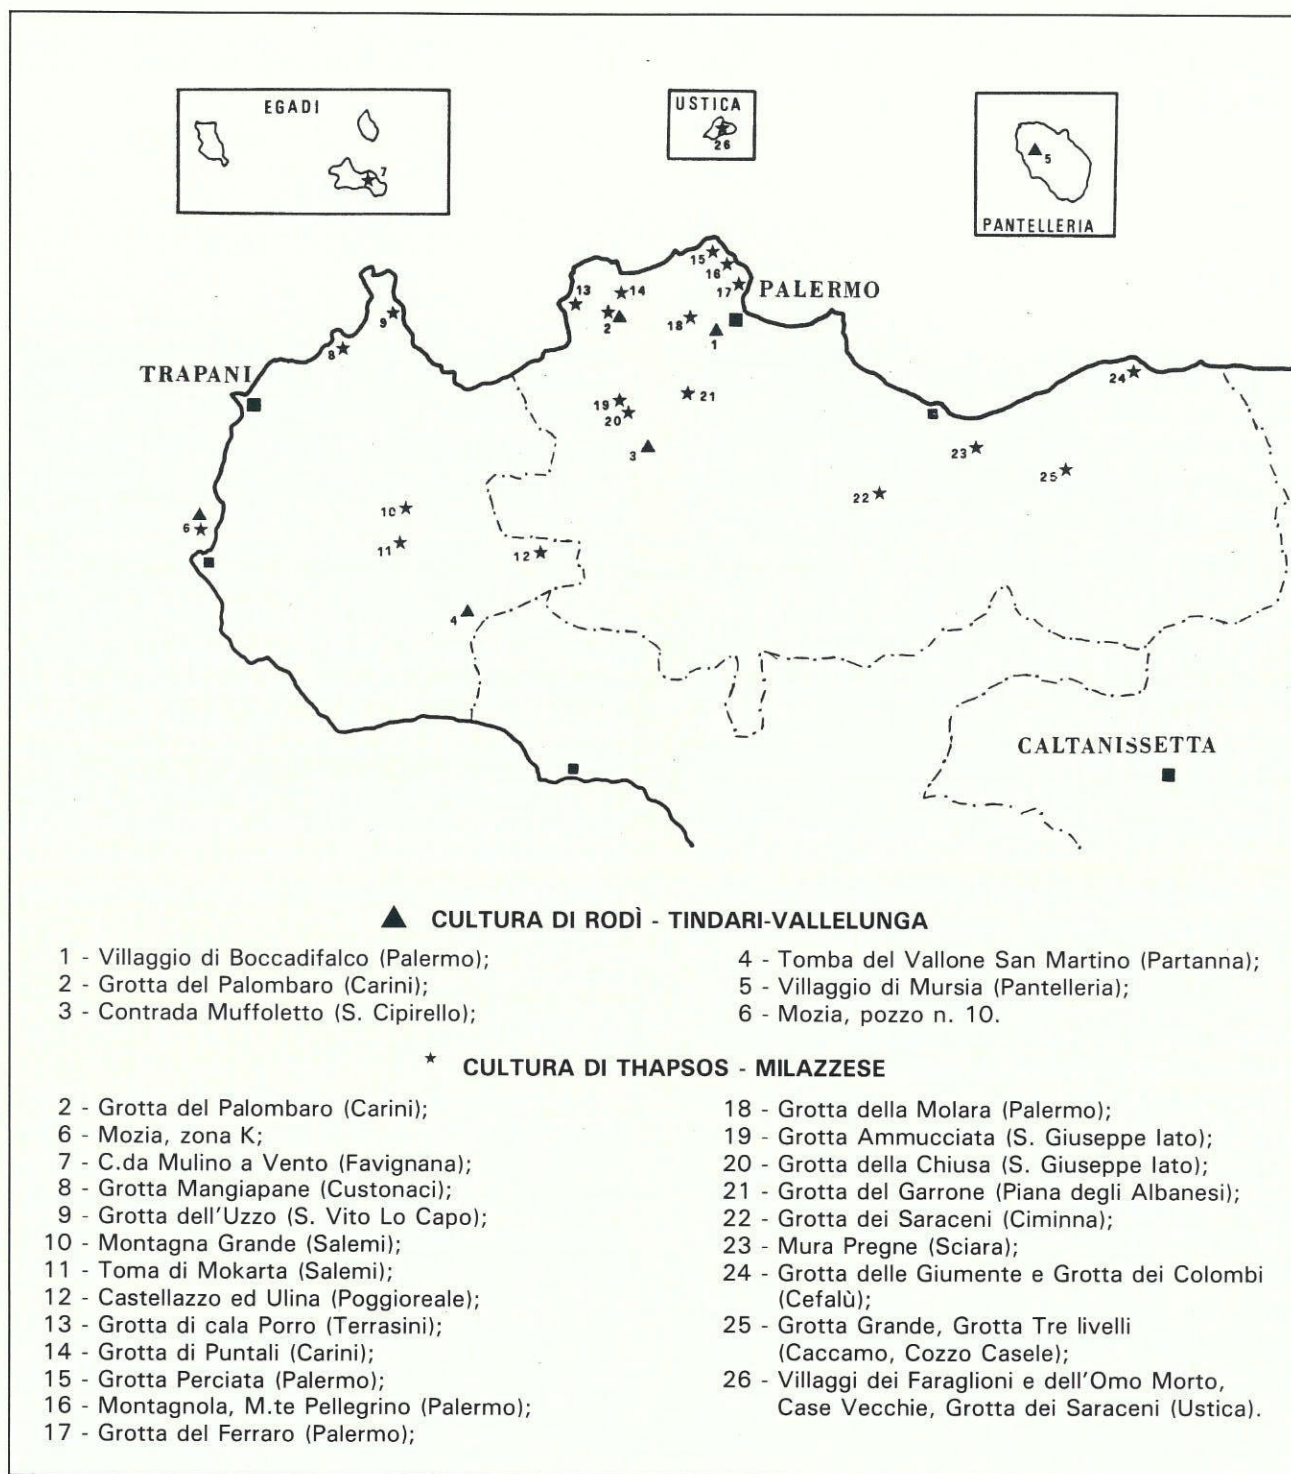 EGADI
7
USTICA
26
5
PANTELLERIA
15
16
17
PALERMO
13
14
2
18
1
9
8
TRAPANI
24
19
20
21
3
23
25
22
10
6
11
12
4
CALTANISSETTA
▲ CULTURA DI RODÌ - TINDARI-VALLELUNGA
1 - Villaggio di Boccadifalco (Palermo);
2 - Grotta del Palombaro (Carini);
3 - Contrada Muffoletto (S. Cipirello);
4 - Tomba del Vallone San Martino (Partanna);
5 - Villaggio di Mursia (Pantelleria);
6 - Mozia, pozzo n. 10.
★ CULTURA DI THAPSOS - MILAZZESE
2 - Grotta del Palombaro (Carini);
6 - Mozia, zona K;
7 - C.da Mulino a Vento (Favignana);
8 - Grotta Mangiapane (Custonaci);
9 - Grotta dell'Uzzo (S. Vito Lo Capo);
10 - Montagna Grande (Salemi);
11 - Toma di Mokarta (Salemi);
12 - Castellazzo ed Ulina (Poggioreale);
13 - Grotta di cala Porro (Terrasini);
14 - Grotta di Puntali (Carini);
15 - Grotta Perciata (Palermo);
16 - Montagnola, M.te Pellegrino (Palermo);
17 - Grotta del Ferraro (Palermo);
18 - Grotta della Molara (Palermo);
19 - Grotta Ammucciata (S. Giuseppe Iato);
20 - Grotta della Chiusa (S. Giuseppe Iato);
21 - Grotta del Garrone (Piana degli Albanesi);
22 - Grotta dei Saraceni (Ciminna);
23 - Mura Pregne (Sciara);
24 - Grotta delle Giumente e Grotta dei Colombi
(Cefalù);
25 - Grotta Grande, Grotta Tre livelli
(Caccamo, Cozzo Casele);
26 - Villaggi dei Faraglioni e dell'Omo Morto,
Case Vecchie, Grotta dei Saraceni (Ustica).